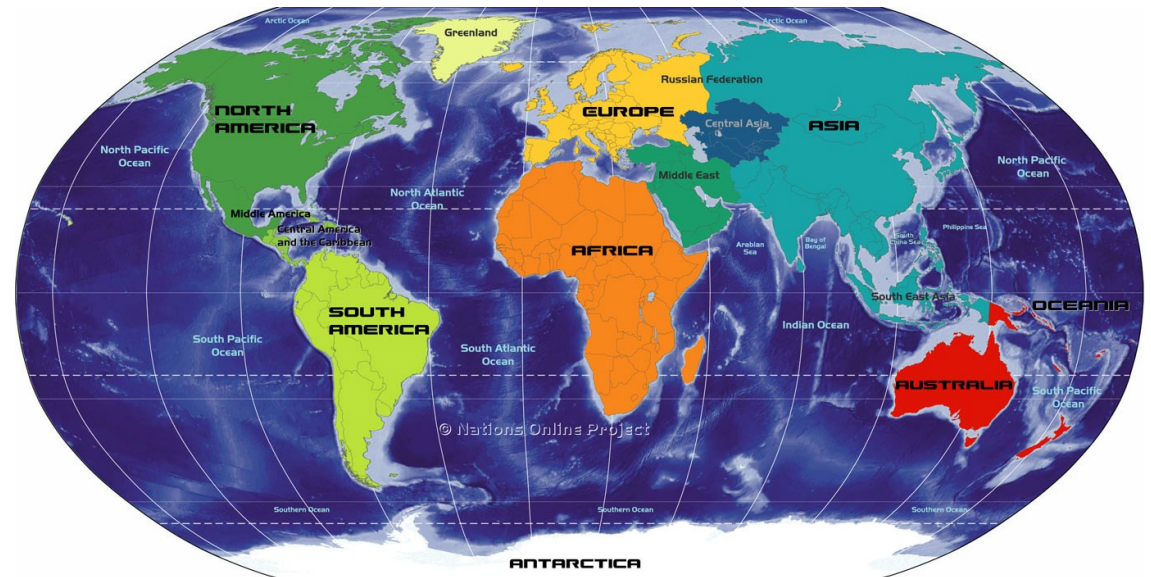 Arctic Ocean
Arctic Ocean
Greenland
Russian Federation
NORTH
AMERICA
EUROPE
Central Asia
ASIA
North Pacific
Ocean
North Pacific
Ocean
Middle East
North Atlantic
Ocean
Middle America
Central America
and the Caribbean
Philippine Sea
South
China Sea
Arabian
Sea
Bay of
Bengal
AFRICA
South East Asia
OCEANIA
SOUTH
AMERICA
Indian Ocean
South Pacific
Ocean
South Atlantic
Ocean
AUSTRALIA
South Pacific
Ocean
© Nations Online Project
Southern Ocean
Southern Ocean
Southern Ocean
ANTARCTICA